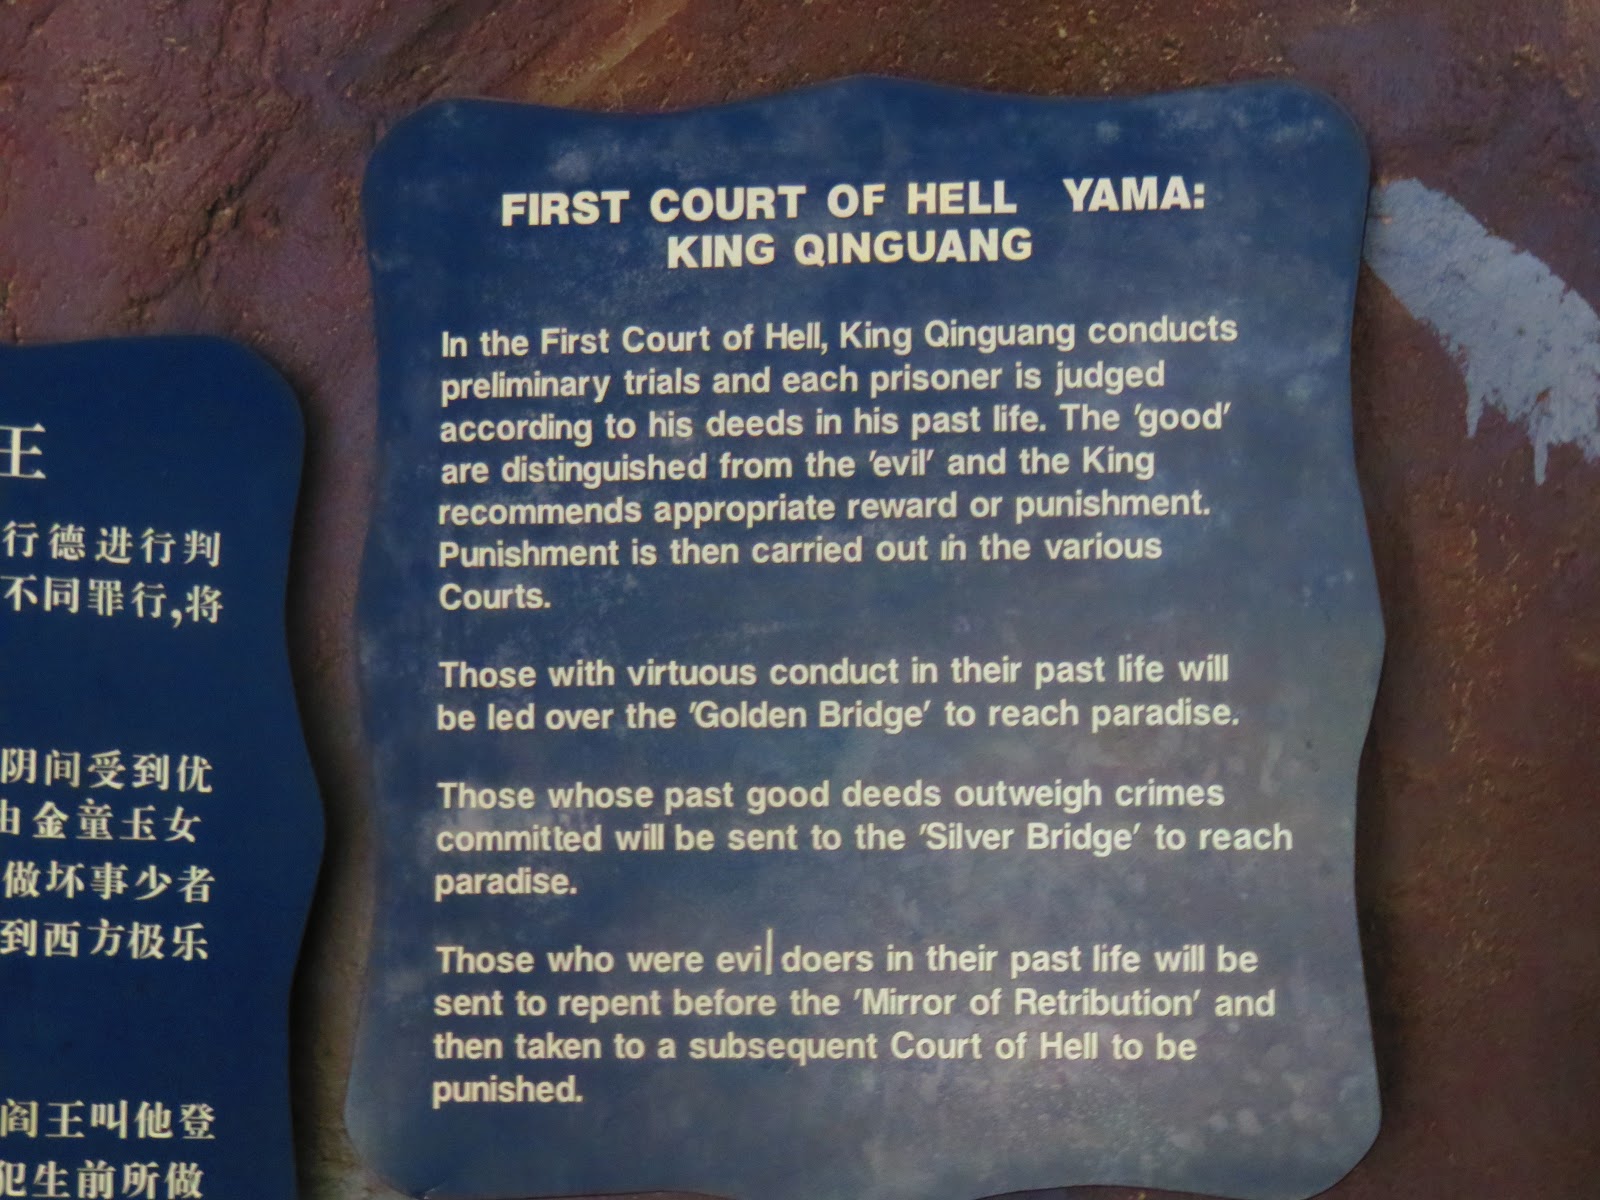 王
行德进行判
不同罪行,将
阴间受到优
由金童玉女
做坏事少者
到西方极乐
阎王叫他登
犯生前所做
FIRST COURT OF HELL YAMA:
KING QINGUANG
In the First Court of Hell, King Qinguang conducts
preliminary trials and each prisoner is judged
according to his deeds in his past life. The 'good'
are distinguished from the 'evil' and the King
recommends appropriate reward or punishment.
Punishment is then carried out in the various
Courts.
Those with virtuous conduct in their past life will
be led over the 'Golden Bridge' to reach paradise.
Those whose past good deeds outweigh crimes
committed will be sent to the 'Silver Bridge' to reach
paradise.
Those who were evil doers in their past life will be
sent to repent before the 'Mirror of Retribution' and
then taken to a subsequent Court of Hell to be
punished.